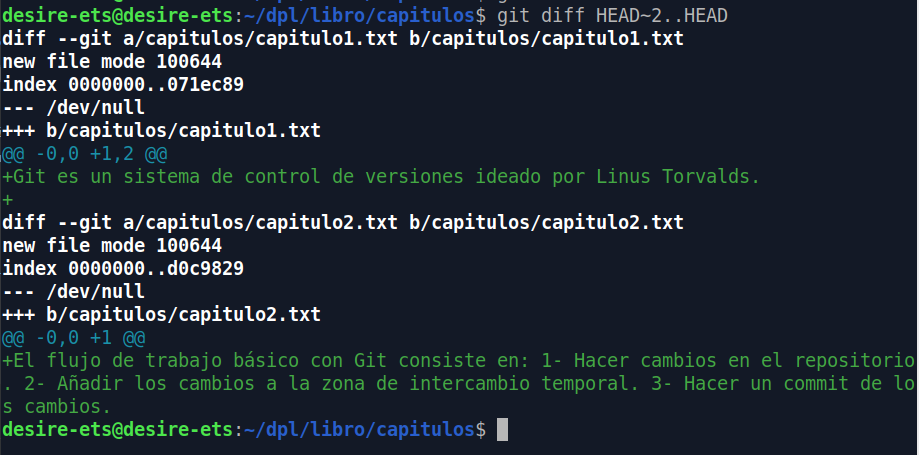 desire-ets@desire-ets:~/dpl/libro/capitulos$ git diff HEAD~2..HEAD
diff --git a/capitulos/capitulo1.txt b/capitulos/capitulo1.txt
new file mode 100644
index 0000000..071ec89
--- /dev/null
+++ b/capitulos/capitulo1.txt
@@ -0,0 +1,2 @@
+Git es un sistema de control de versiones ideado por Linus Torvalds.
+
diff --git a/capitulos/capitulo2.txt b/capitulos/capitulo2.txt
new file mode 100644
index 0000000..d0c9829
--- /dev/null
+++ b/capitulos/capitulo2.txt
@@ -0,0 +1 @@
+El flujo de trabajo básico con Git consiste en: 1- Hacer cambios en el repositorio
. 2- Añadir los cambios a la zona de intercambio temporal. 3- Hacer un commit de lo
s cambios.
desire-ets@desire-ets:~/dpl/libro/capitulos$